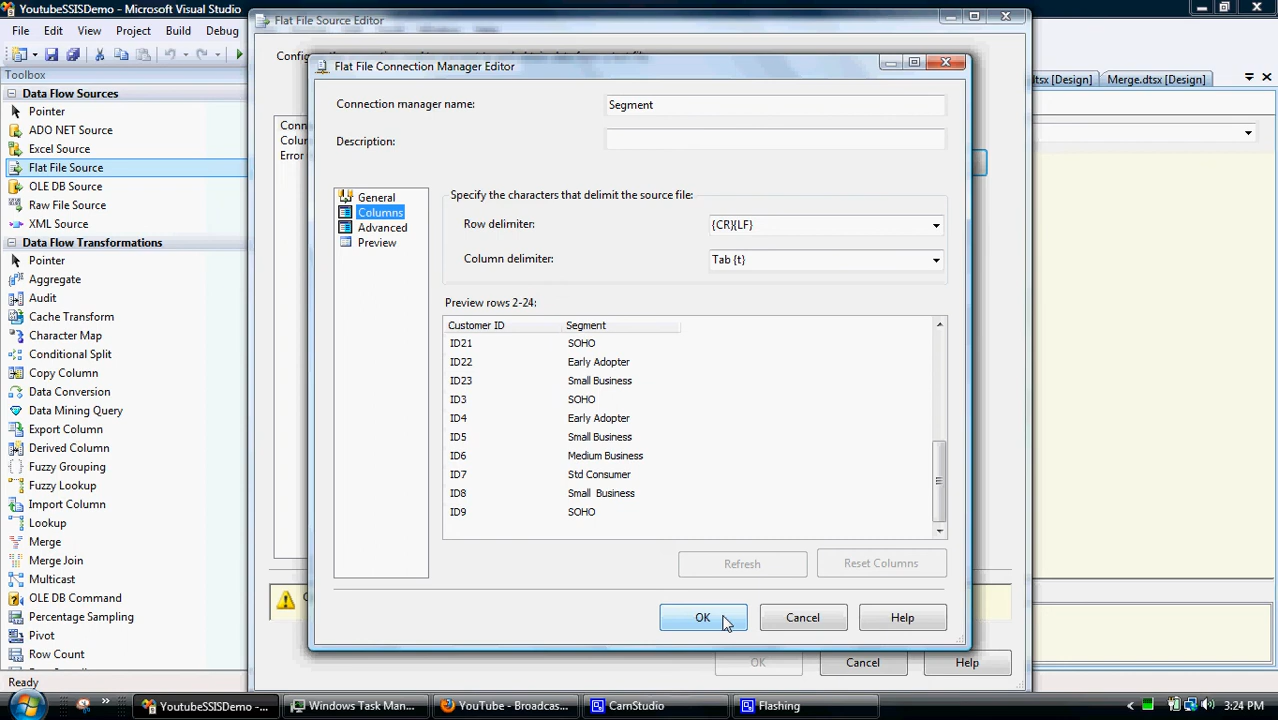 YoutubeSSISDemo - Microsoft Visual Studio
File Edit View Project Build Debug
Toolbox
Data Flow Sources
Pointer
ADO NET Source
Excel Source
Flat File Source
OLE DB Source
Raw File Source
XML Source
Data Flow Transformations
Pointer
Aggregate
Audit
Cache Transform
Character Map
Conditional Split
Copy Column
Data Conversion
Data Mining Query
Export Column
Derived Column
Fuzzy Grouping
Fuzzy Lookup
Import Column
Lookup
Merge
Merge Join
Multicast
OLE DB Command
Percentage Sampling
Pivot
Row Count
Ready
Flat File Source Editor
Conn
Colum
Error
OK Cancel Help
tsx [Design] Merge.dtsx [Design]
Flat File Connection Manager Editor
Connection manager name: Segment
Description:
General
Columns
Advanced
Preview
Specify the characters that delimit the source file:
Row delimiter: {CR}{LF}
Column delimiter: Tab {t}
Preview rows 2-24:
Customer ID Segment
ID21 SOHO
ID22 Early Adopter
ID23 Small Business
ID3 SOHO
ID4 Early Adopter
ID5 Small Business
ID6 Medium Business
ID7 Std Consumer
ID8 Small  Business
ID9 SOHO
Refresh Reset Columns
OK Cancel Help
» YoutubeSSISDemo - ... Windows Task Man... YouTube - Broadcas... CamStudio Flashing 3:24 PM